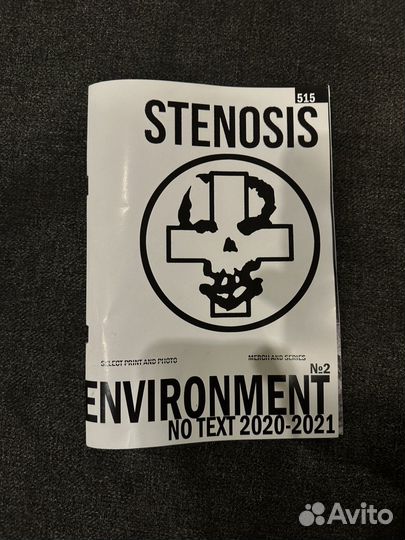 515
STENOSIS
SELECT PRINT AND PHOTO
MERCH AND SERIES
№2
ENVIRONMENT
NO TEXT 2020-2021
Avito